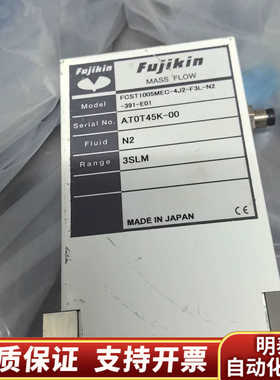 Fujikin
Fujikin
MASS FLOW
Model FCST1005MEC-4J2-F3L-N2
-391-E01
Serial No. AT0T45K-00
Fluid N2
Range 3SLM
MADE IN JAPAN CE
质保证 支持开票 明泰
自动化